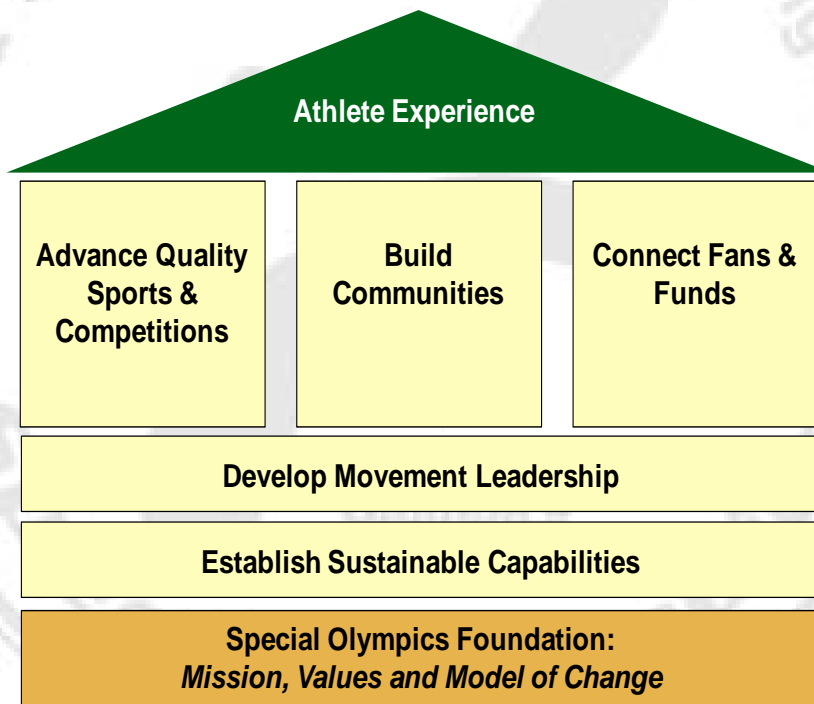 Athlete Experience
Advance Quality
Sports &
Competitions
Build
Communities
Connect Fans &
Funds
Develop Movement Leadership
Establish Sustainable Capabilities
Special Olympics Foundation:
Mission, Values and Model of Change